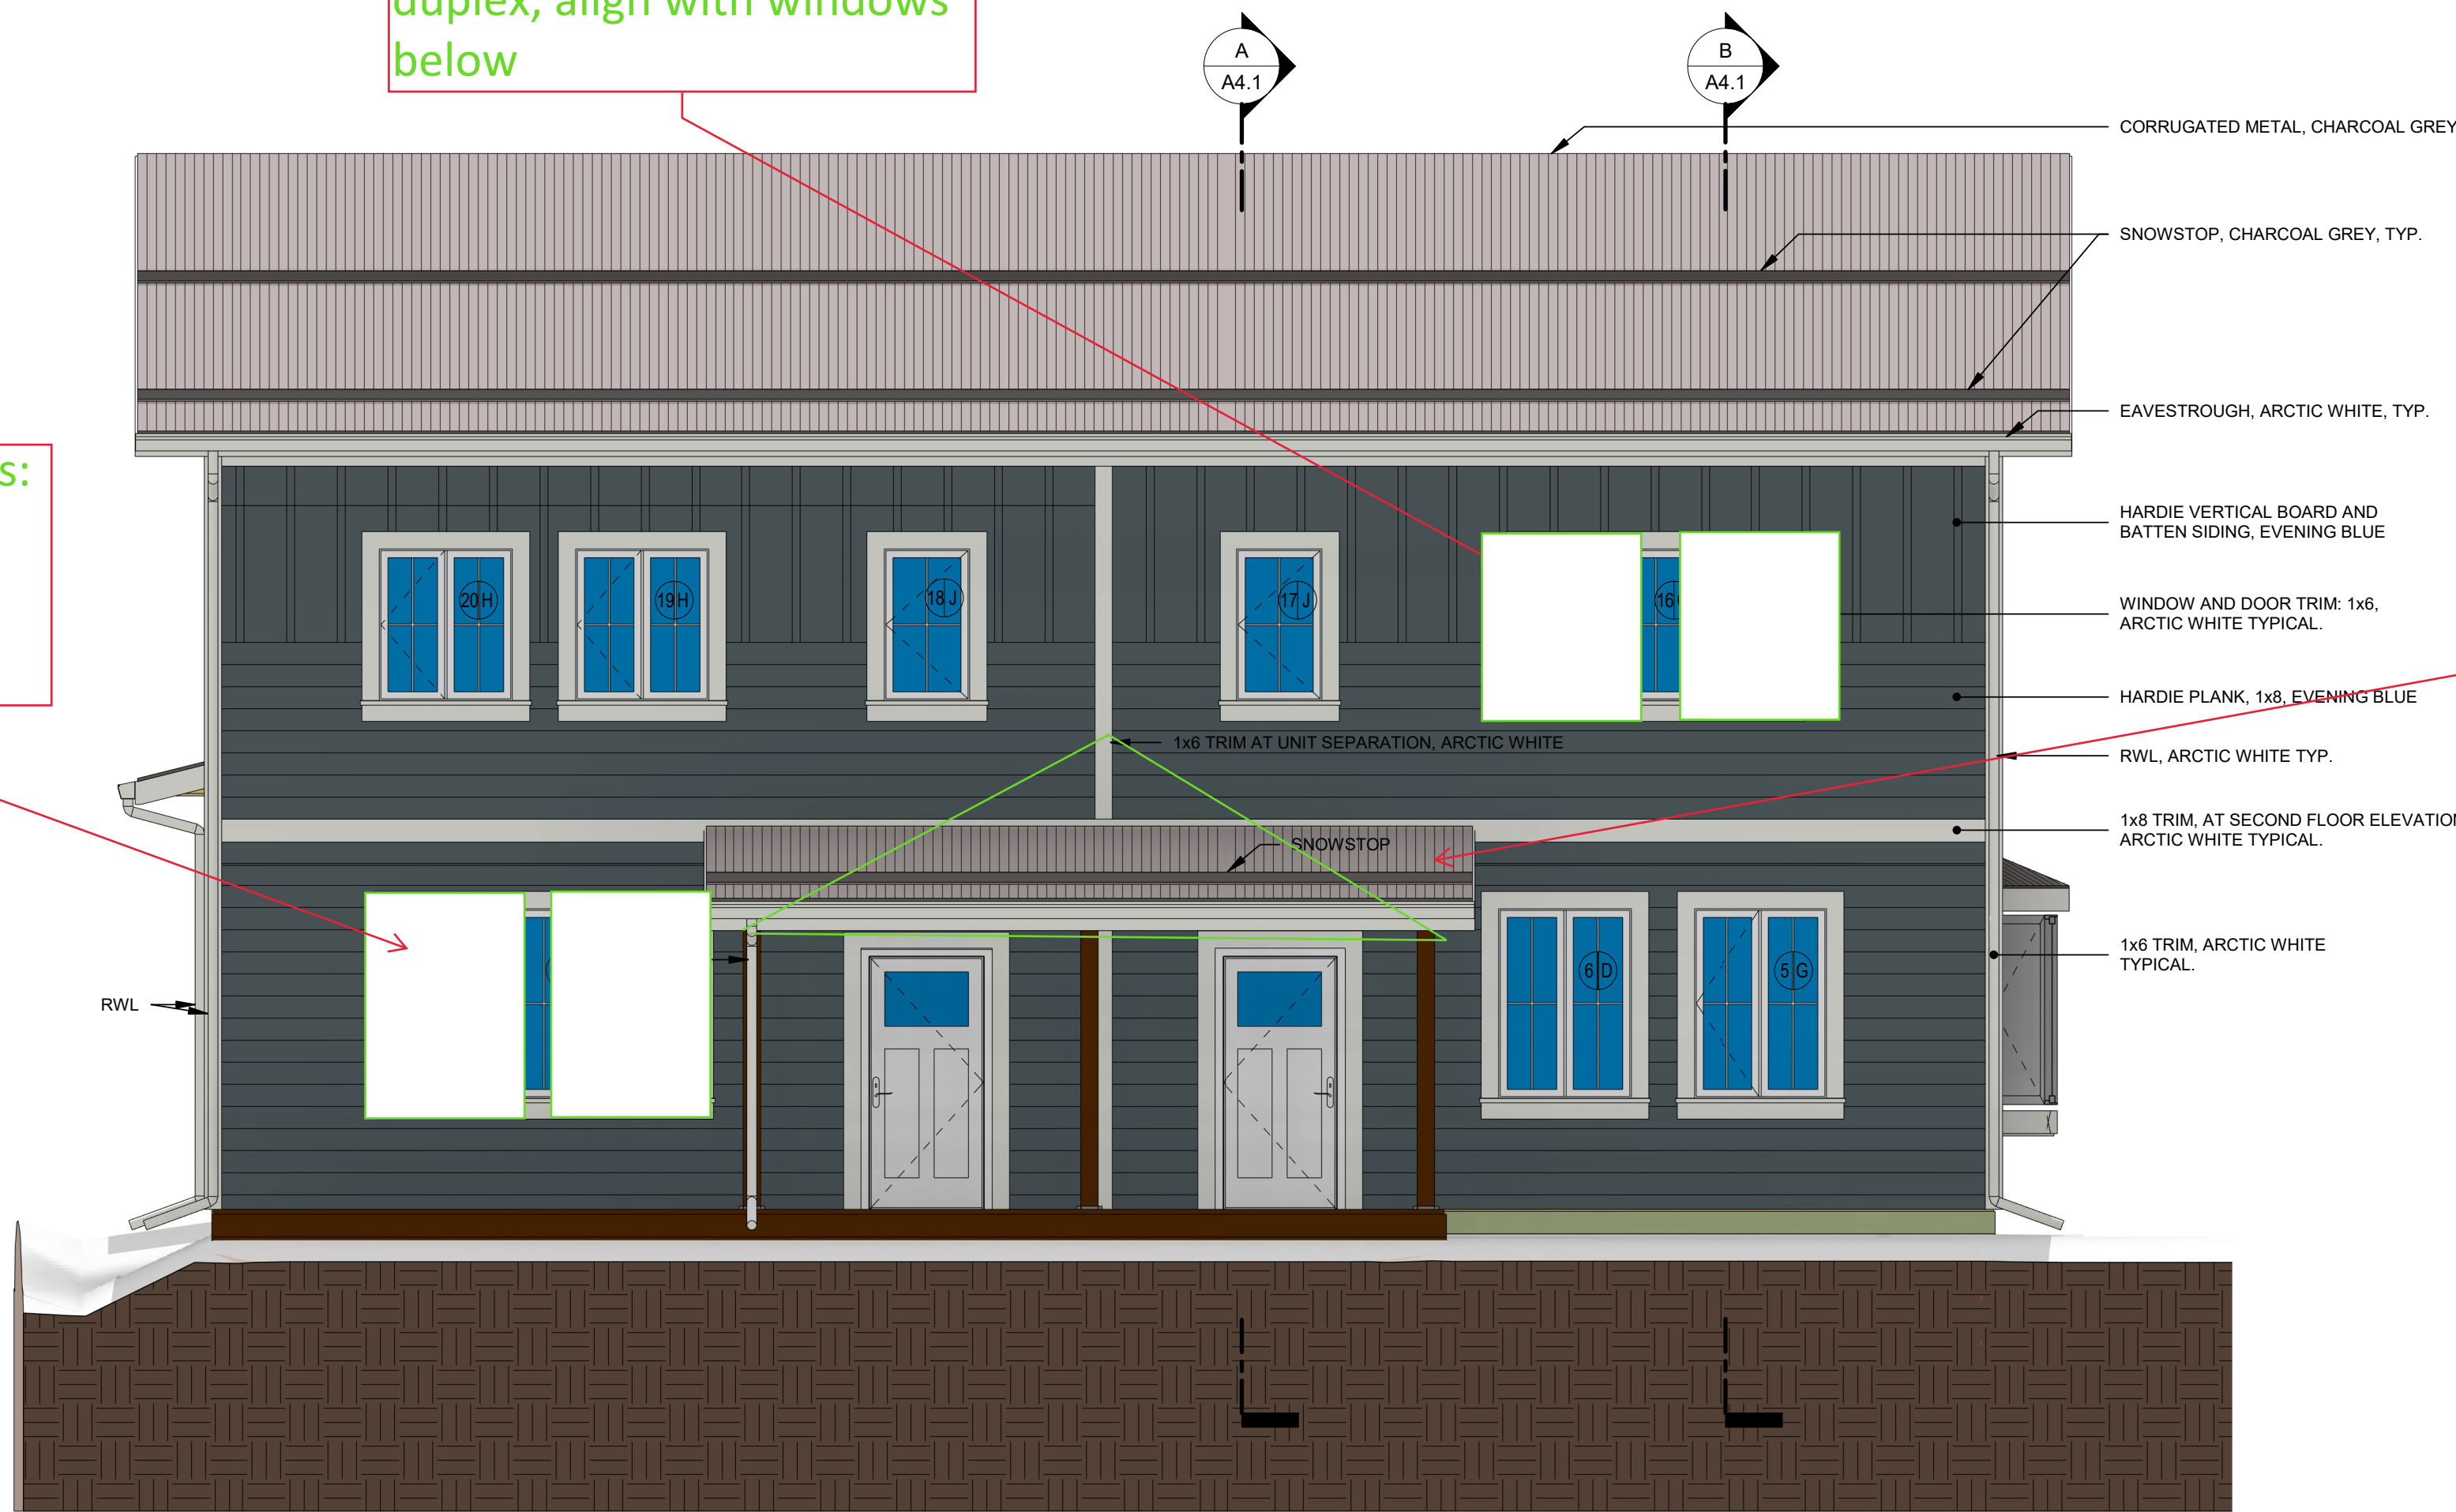 duplex, align with windows
below
A
A4.1
B
A4.1
CORRUGATED METAL, CHARCOAL GREY
SNOWSTOP, CHARCOAL GREY, TYP.
EAVESTROUGH, ARCTIC WHITE, TYP.
s:
HARDIE VERTICAL BOARD AND
BATTEN SIDING, EVENING BLUE
20 H
19 H
18 J
17 J
16
WINDOW AND DOOR TRIM: 1x6,
ARCTIC WHITE TYPICAL.
HARDIE PLANK, 1x8, EVENING BLUE
1x6 TRIM AT UNIT SEPARATION, ARCTIC WHITE
RWL, ARCTIC WHITE TYP.
1x8 TRIM, AT SECOND FLOOR ELEVATION
ARCTIC WHITE TYPICAL.
SNOWSTOP
1x6 TRIM, ARCTIC WHITE
TYPICAL.
6 D
5 G
RWL